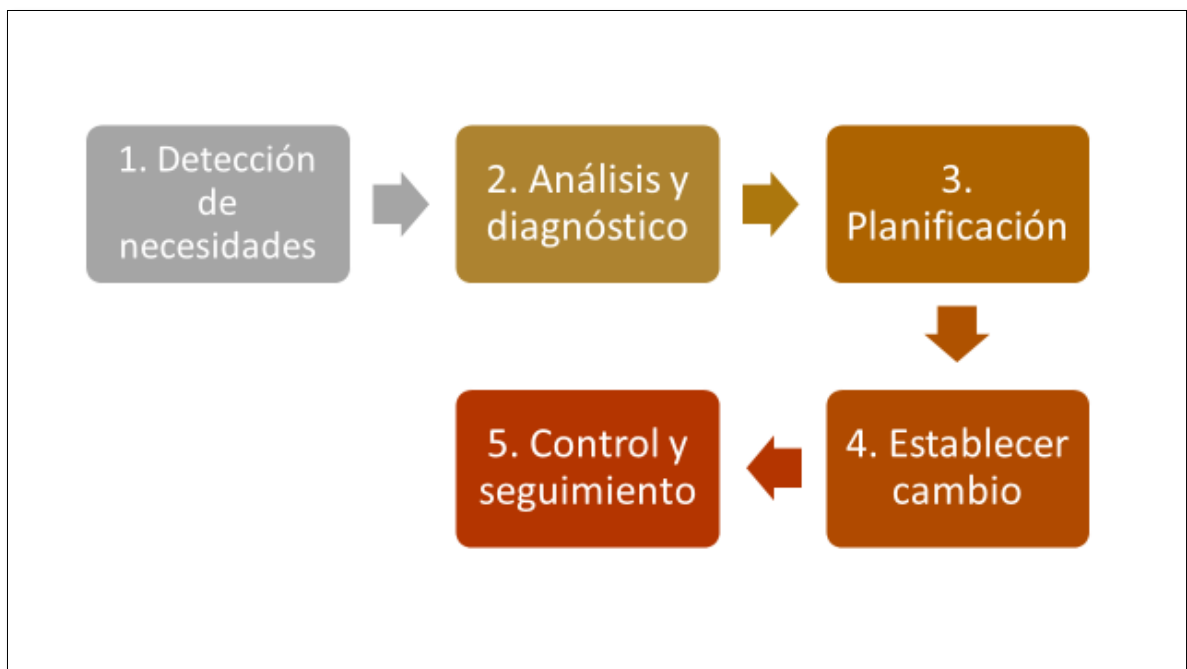 1. Detección
de
necesidades
2. Análisis y
diagnóstico
3.
Planificación
4. Establecer
cambio
5. Control y
seguimiento